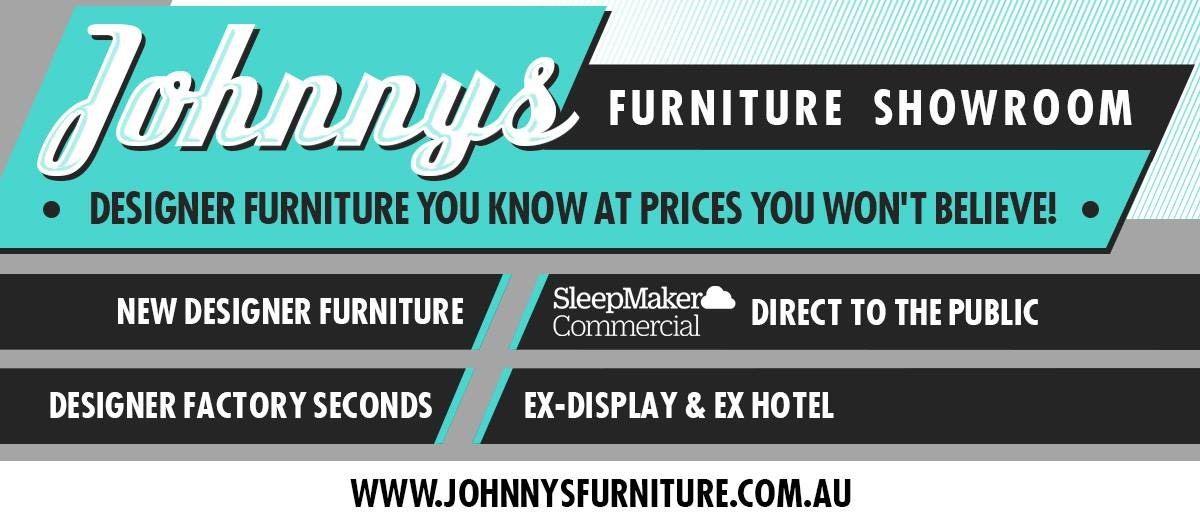 Johnnys FURNITURE SHOWROOM
• DESIGNER FURNITURE YOU KNOW AT PRICES YOU WON'T BELIEVE! •
NEW DESIGNER FURNITURE
SleepMaker
Commercial
DIRECT TO THE PUBLIC
DESIGNER FACTORY SECONDS
EX-DISPLAY & EX HOTEL
WWW.JOHNNYSFURNITURE.COM.AU